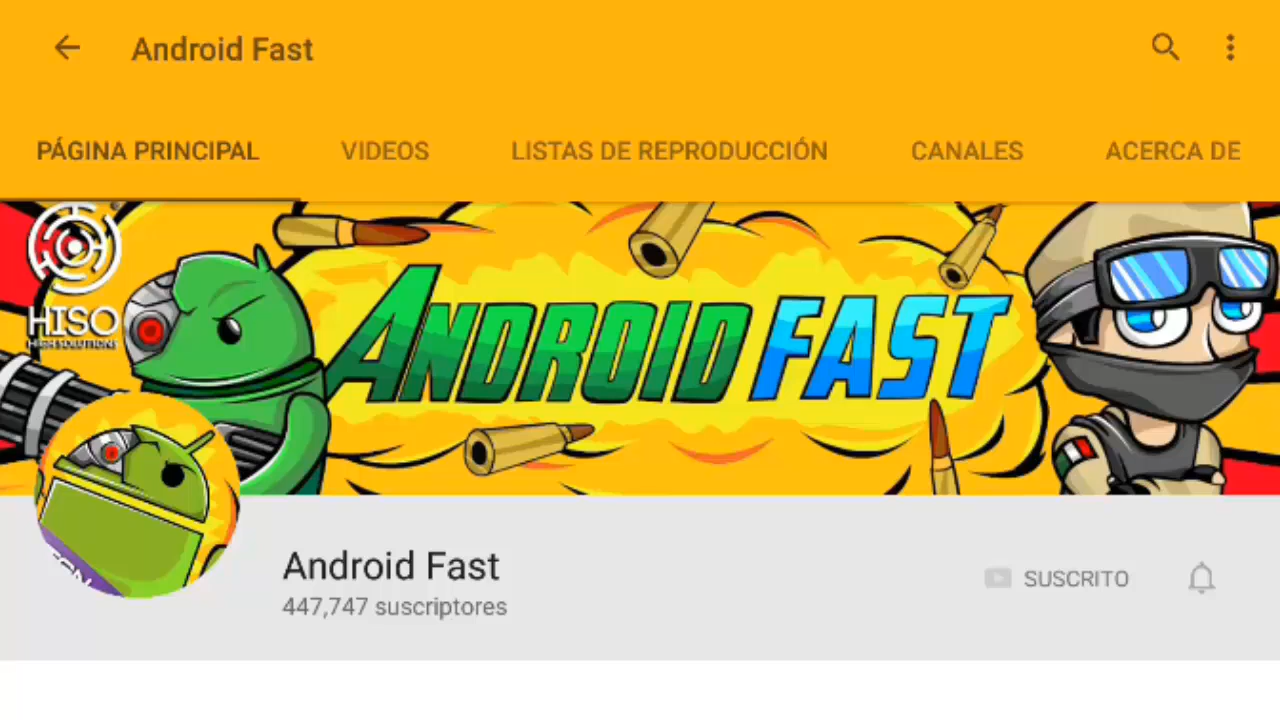 Android Fast
PÁGINA PRINCIPAL VIDEOS LISTAS DE REPRODUCCIÓN CANALES ACERCA DE
HISO
HIGH SOLUTIONS
ANDROID FAST
Android Fast
447,747 suscriptores
SUSCRITO